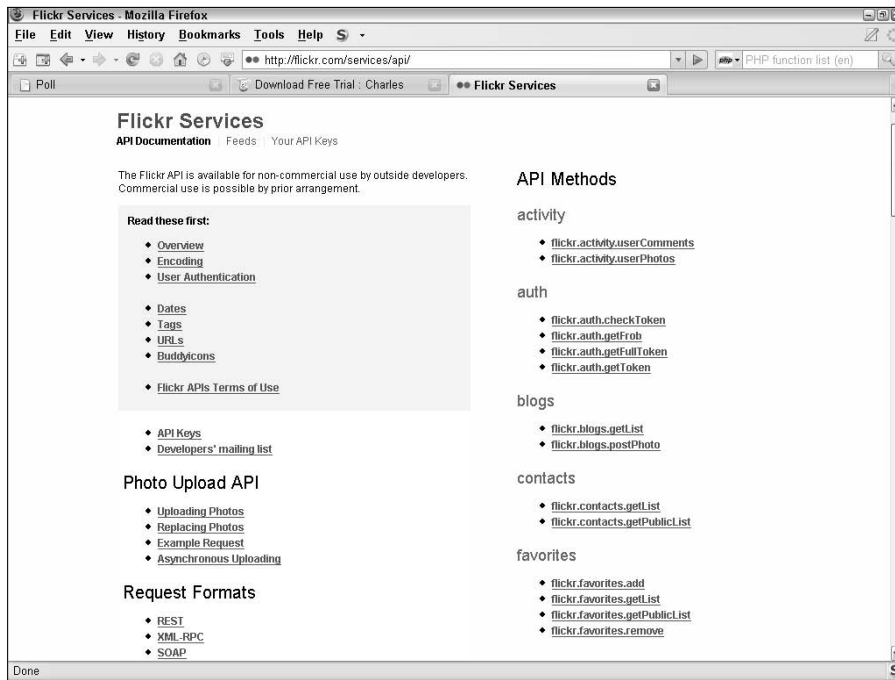 Flickr Services - Mozilla Firefox
File Edit View History Bookmarks Tools Help S
http://flickr.com/services/api/
php PHP function list (en)
Poll
Download Free Trial : Charles
Flickr Services
Flickr Services
API Documentation | Feeds | Your API Keys
The Flickr API is available for non-commercial use by outside developers.
Commercial use is possible by prior arrangement.
Read these first:
Overview
Encoding
User Authentication
Dates
Tags
URLs
Buddyicons
Flickr APIs Terms of Use
API Keys
Developers' mailing list
Photo Upload API
Uploading Photos
Replacing Photos
Example Request
Asynchronous Uploading
Request Formats
REST
XML-RPC
SOAP
API Methods
activity
flickr.activity.userComments
flickr.activity.userPhotos
auth
flickr.auth.checkToken
flickr.auth.getFrob
flickr.auth.getFullToken
flickr.auth.getToken
blogs
flickr.blogs.getList
flickr.blogs.postPhoto
contacts
flickr.contacts.getList
flickr.contacts.getPublicList
favorites
flickr.favorites.add
flickr.favorites.getList
flickr.favorites.getPublicList
flickr.favorites.remove
Done